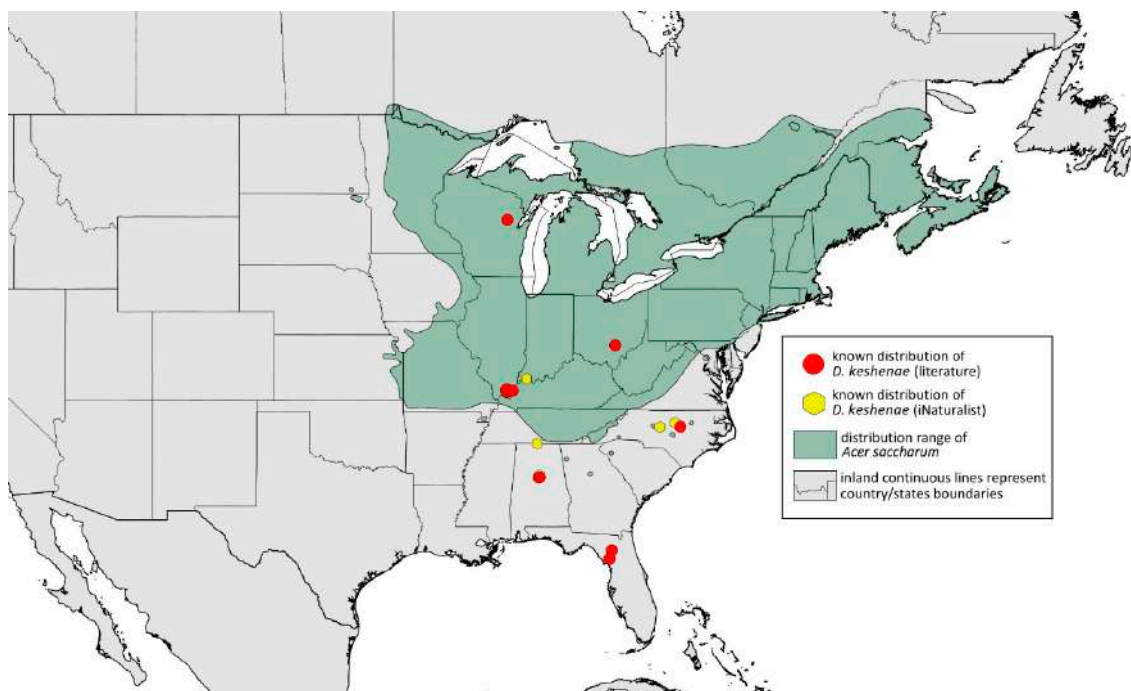 known distribution of
D. keshenae (literature)
known distribution of
D. keshenae (iNaturalist)
distribution range of
Acer saccharum
inland continuous lines represent
country/states boundaries